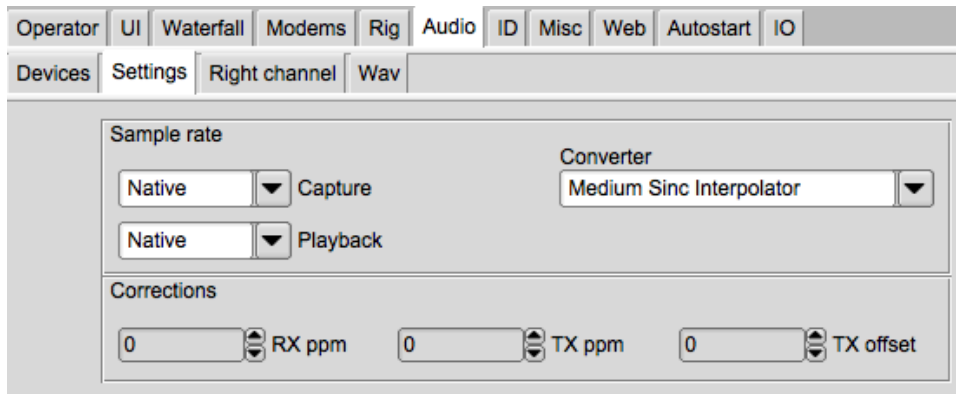 Operator UI Waterfall Modems Rig Audio ID Misc Web Autostart IO
Devices Settings Right channel Wav
Sample rate
Converter
Native Capture Medium Sinc Interpolator
Native Playback
Corrections
0 RX ppm 0 TX ppm 0 TX offset